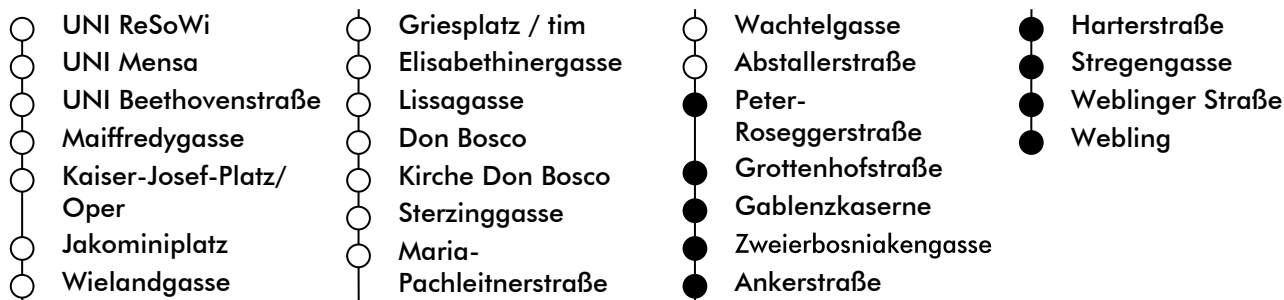 UNI ReSoWi
UNI Mensa
UNI Beethovenstraße
Maiffredygasse
Kaiser-Josef-Platz/
Oper
Jakominiplatz
Wielandgasse
Griesplatz / tim
Elisabethinergasse
Lissagasse
Don Bosco
Kirche Don Bosco
Sterzinggasse
Maria-
Pachleitnerstraße
Wachtelgasse
Abstallerstraße
Peter-
Roseggerstraße
Grottenhofstraße
Gablenzkaserne
Zweierbosniakengasse
Ankerstraße
Harterstraße
Stregengasse
Weblinger Straße
Webling